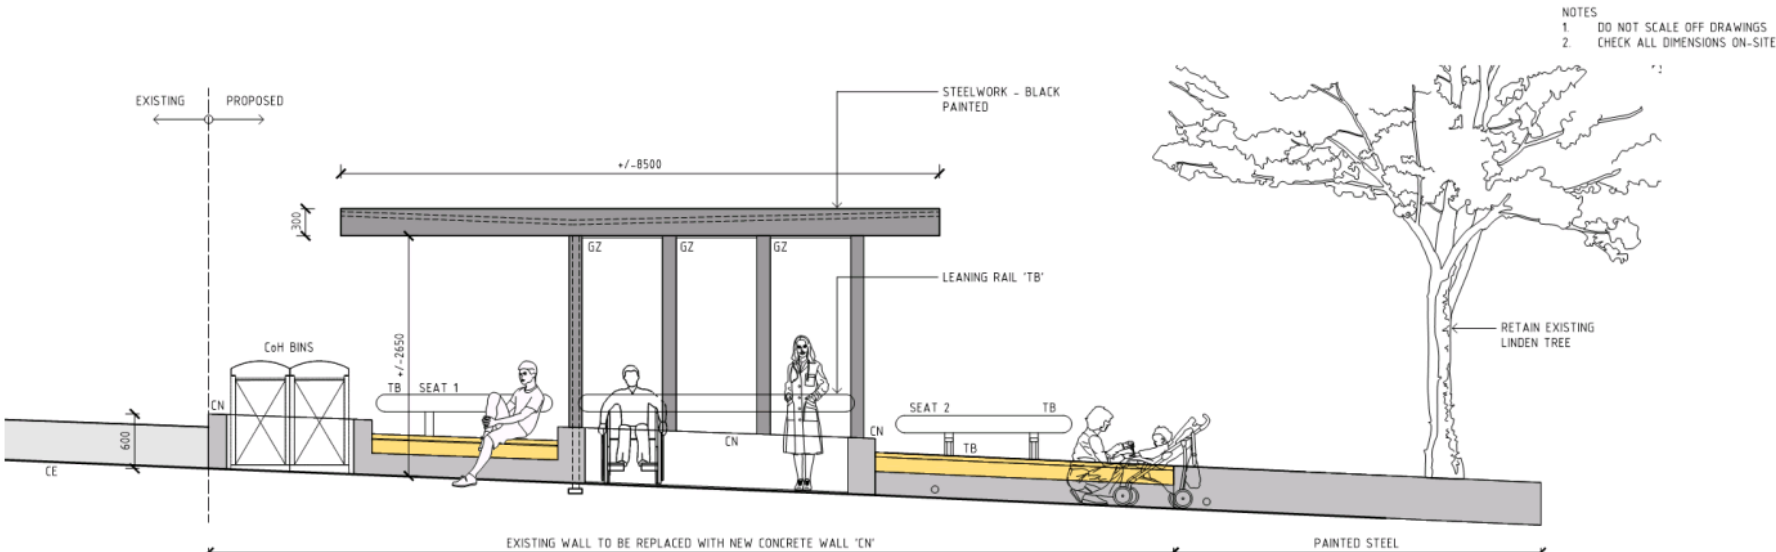 NOTES
1. DO NOT SCALE OFF DRAWINGS
2. CHECK ALL DIMENSIONS ON-SITE
EXISTING PROPOSED
STEELWORK - BLACK
PAINTED
+/-8500
300
GZ GZ GZ
LEANING RAIL 'TB'
RETAIN EXISTING
LINDEN TREE
CoH BINS
+/-2650
TB SEAT 1
CN
SEAT 2 TB
CN
CN
TB
600
CE
EXISTING WALL TO BE REPLACED WITH NEW CONCRETE WALL 'CN'
PAINTED STEEL